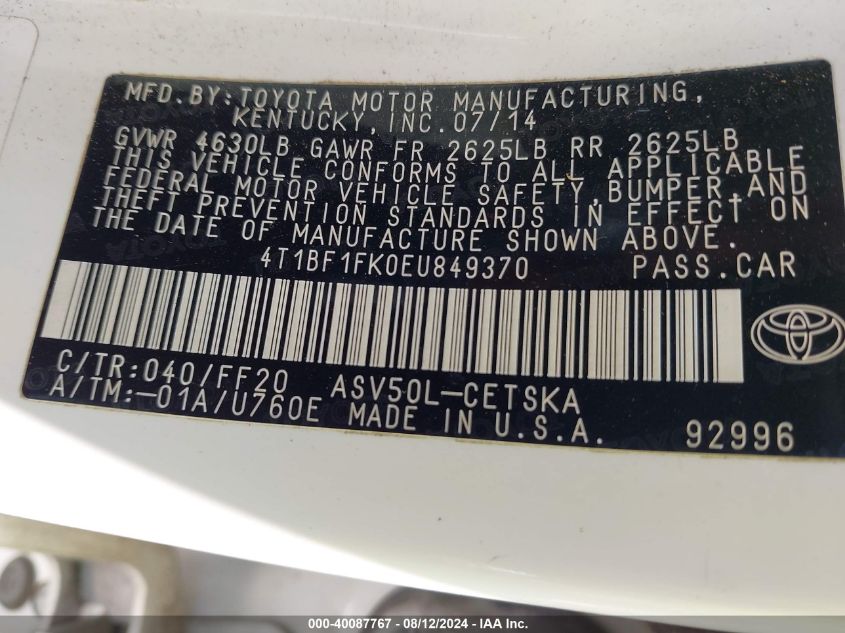 MFD.BY:TOYOTA MOTOR MANUFACTURING,
KENTUCKY, INC.07/14
GVWR 4630LB GAWR FR 2625LB RR 2625LB
THIS VEHICLE CONFORMS TO ALL APPLICABLE
FEDERAL MOTOR VEHICLE SAFETY,BUMPER,AND
THEFT PREVENTION STANDARDS IN EFFECT ON
THE DATE OF MANUFACTURE SHOWN ABOVE.
4T1BF1FK0EU849370 PASS.CAR
C/TR:040/FF20 ASV50L-CETSKA
A/TM:-01A/U760E MADE IN U.S.A. 92996
000-40087767 - 08/12/2024 - IAA Inc.